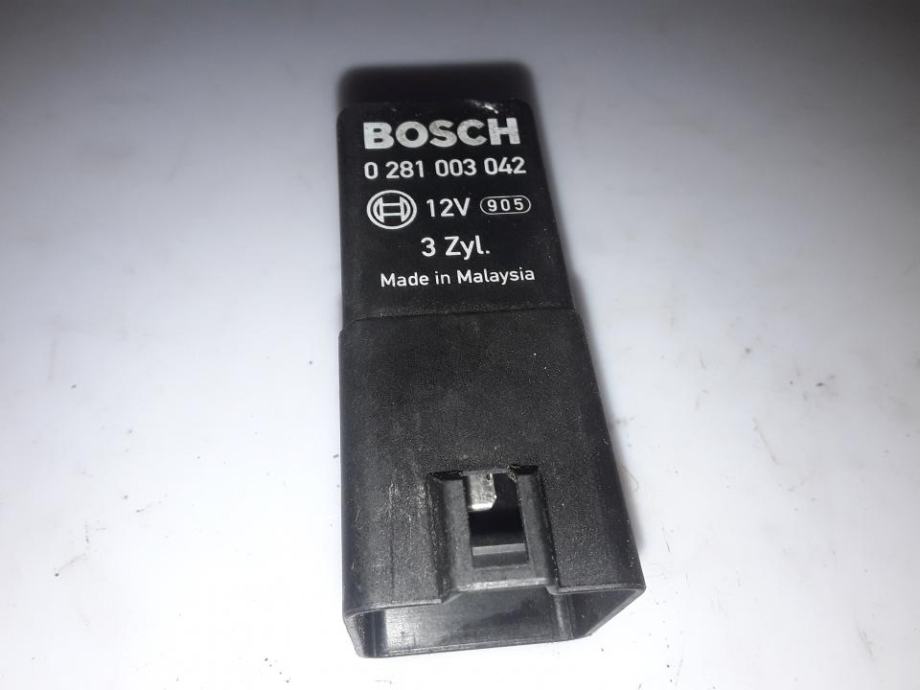 BOSCH
0 281 003 042
12V 905
3 Zyl.
Made in Malaysia